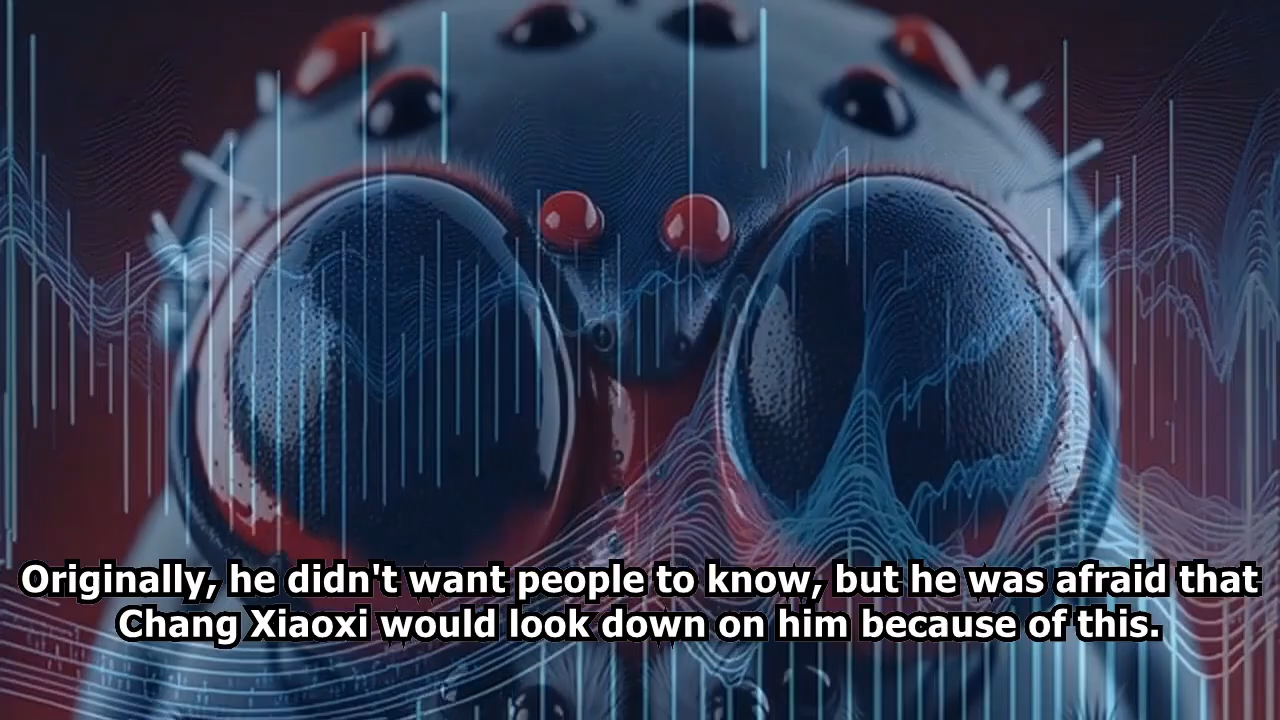 Originally, he didn't want people to know, but he was afraid that
Chang Xiaoxi would look down on him because of this.